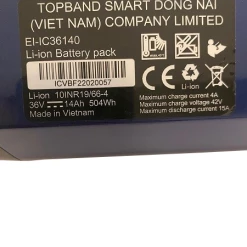 TOPBAND SMART DONG NAI
(VIET NAM) COMPANY LIMITED
EI-IC36140
Li-ion Battery pack
ICVBF22020057
Li-ion 10INR19/66-4
36V 14Ah 504Wh
Made in Vietnam
Li-ion
Maximum charge current 4A
Maximum charge voltage 42V
Maximum discharge current 15A